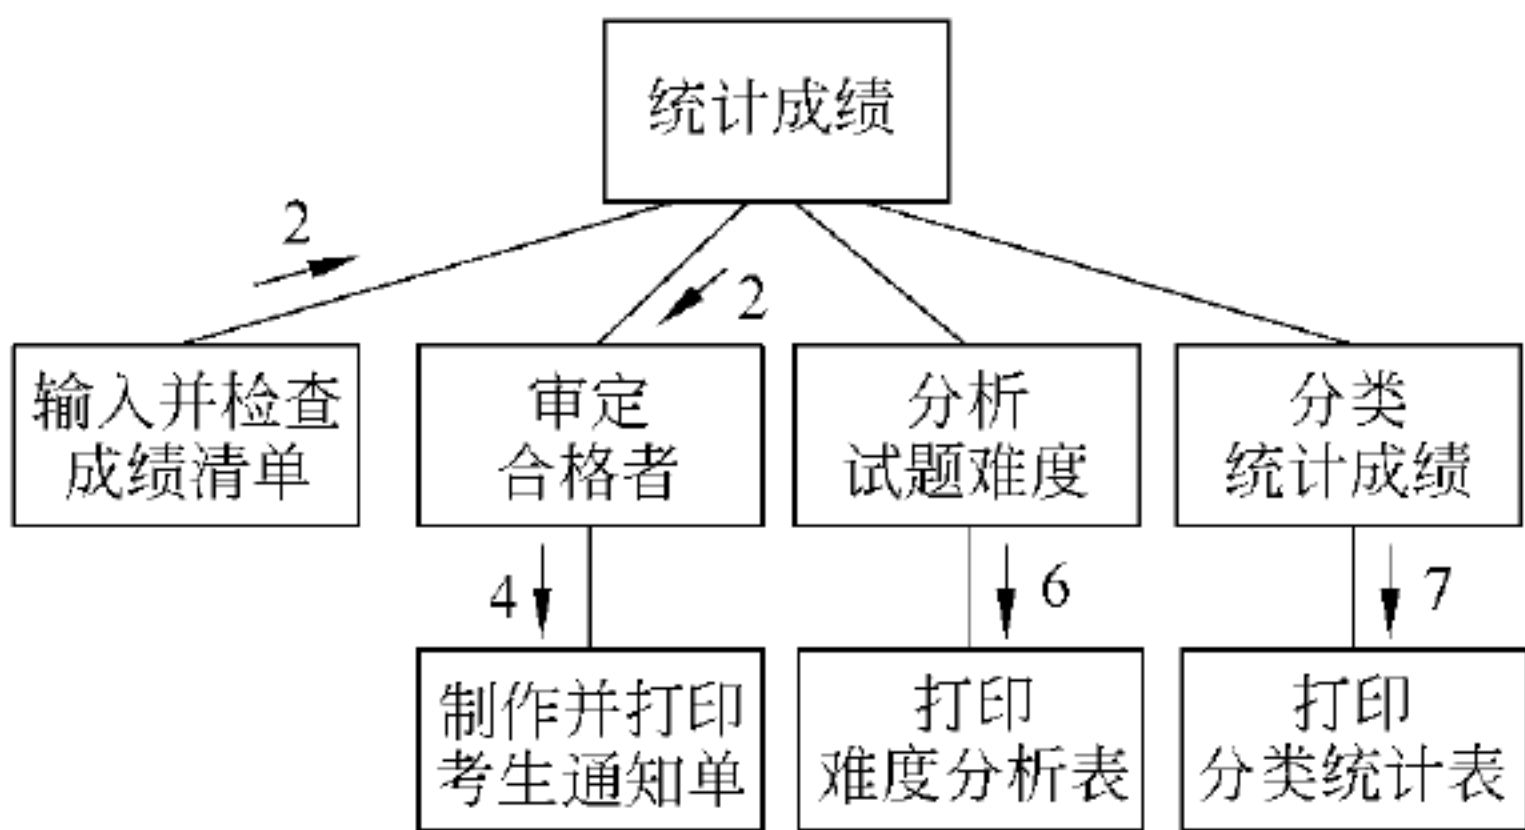 统计成绩
2
2
输入并检查
成绩清单
审定
合格者
分析
试题难度
分类
统计成绩
4
6
7
制作并打印
考生通知单
打印
难度分析表
打印
分类统计表